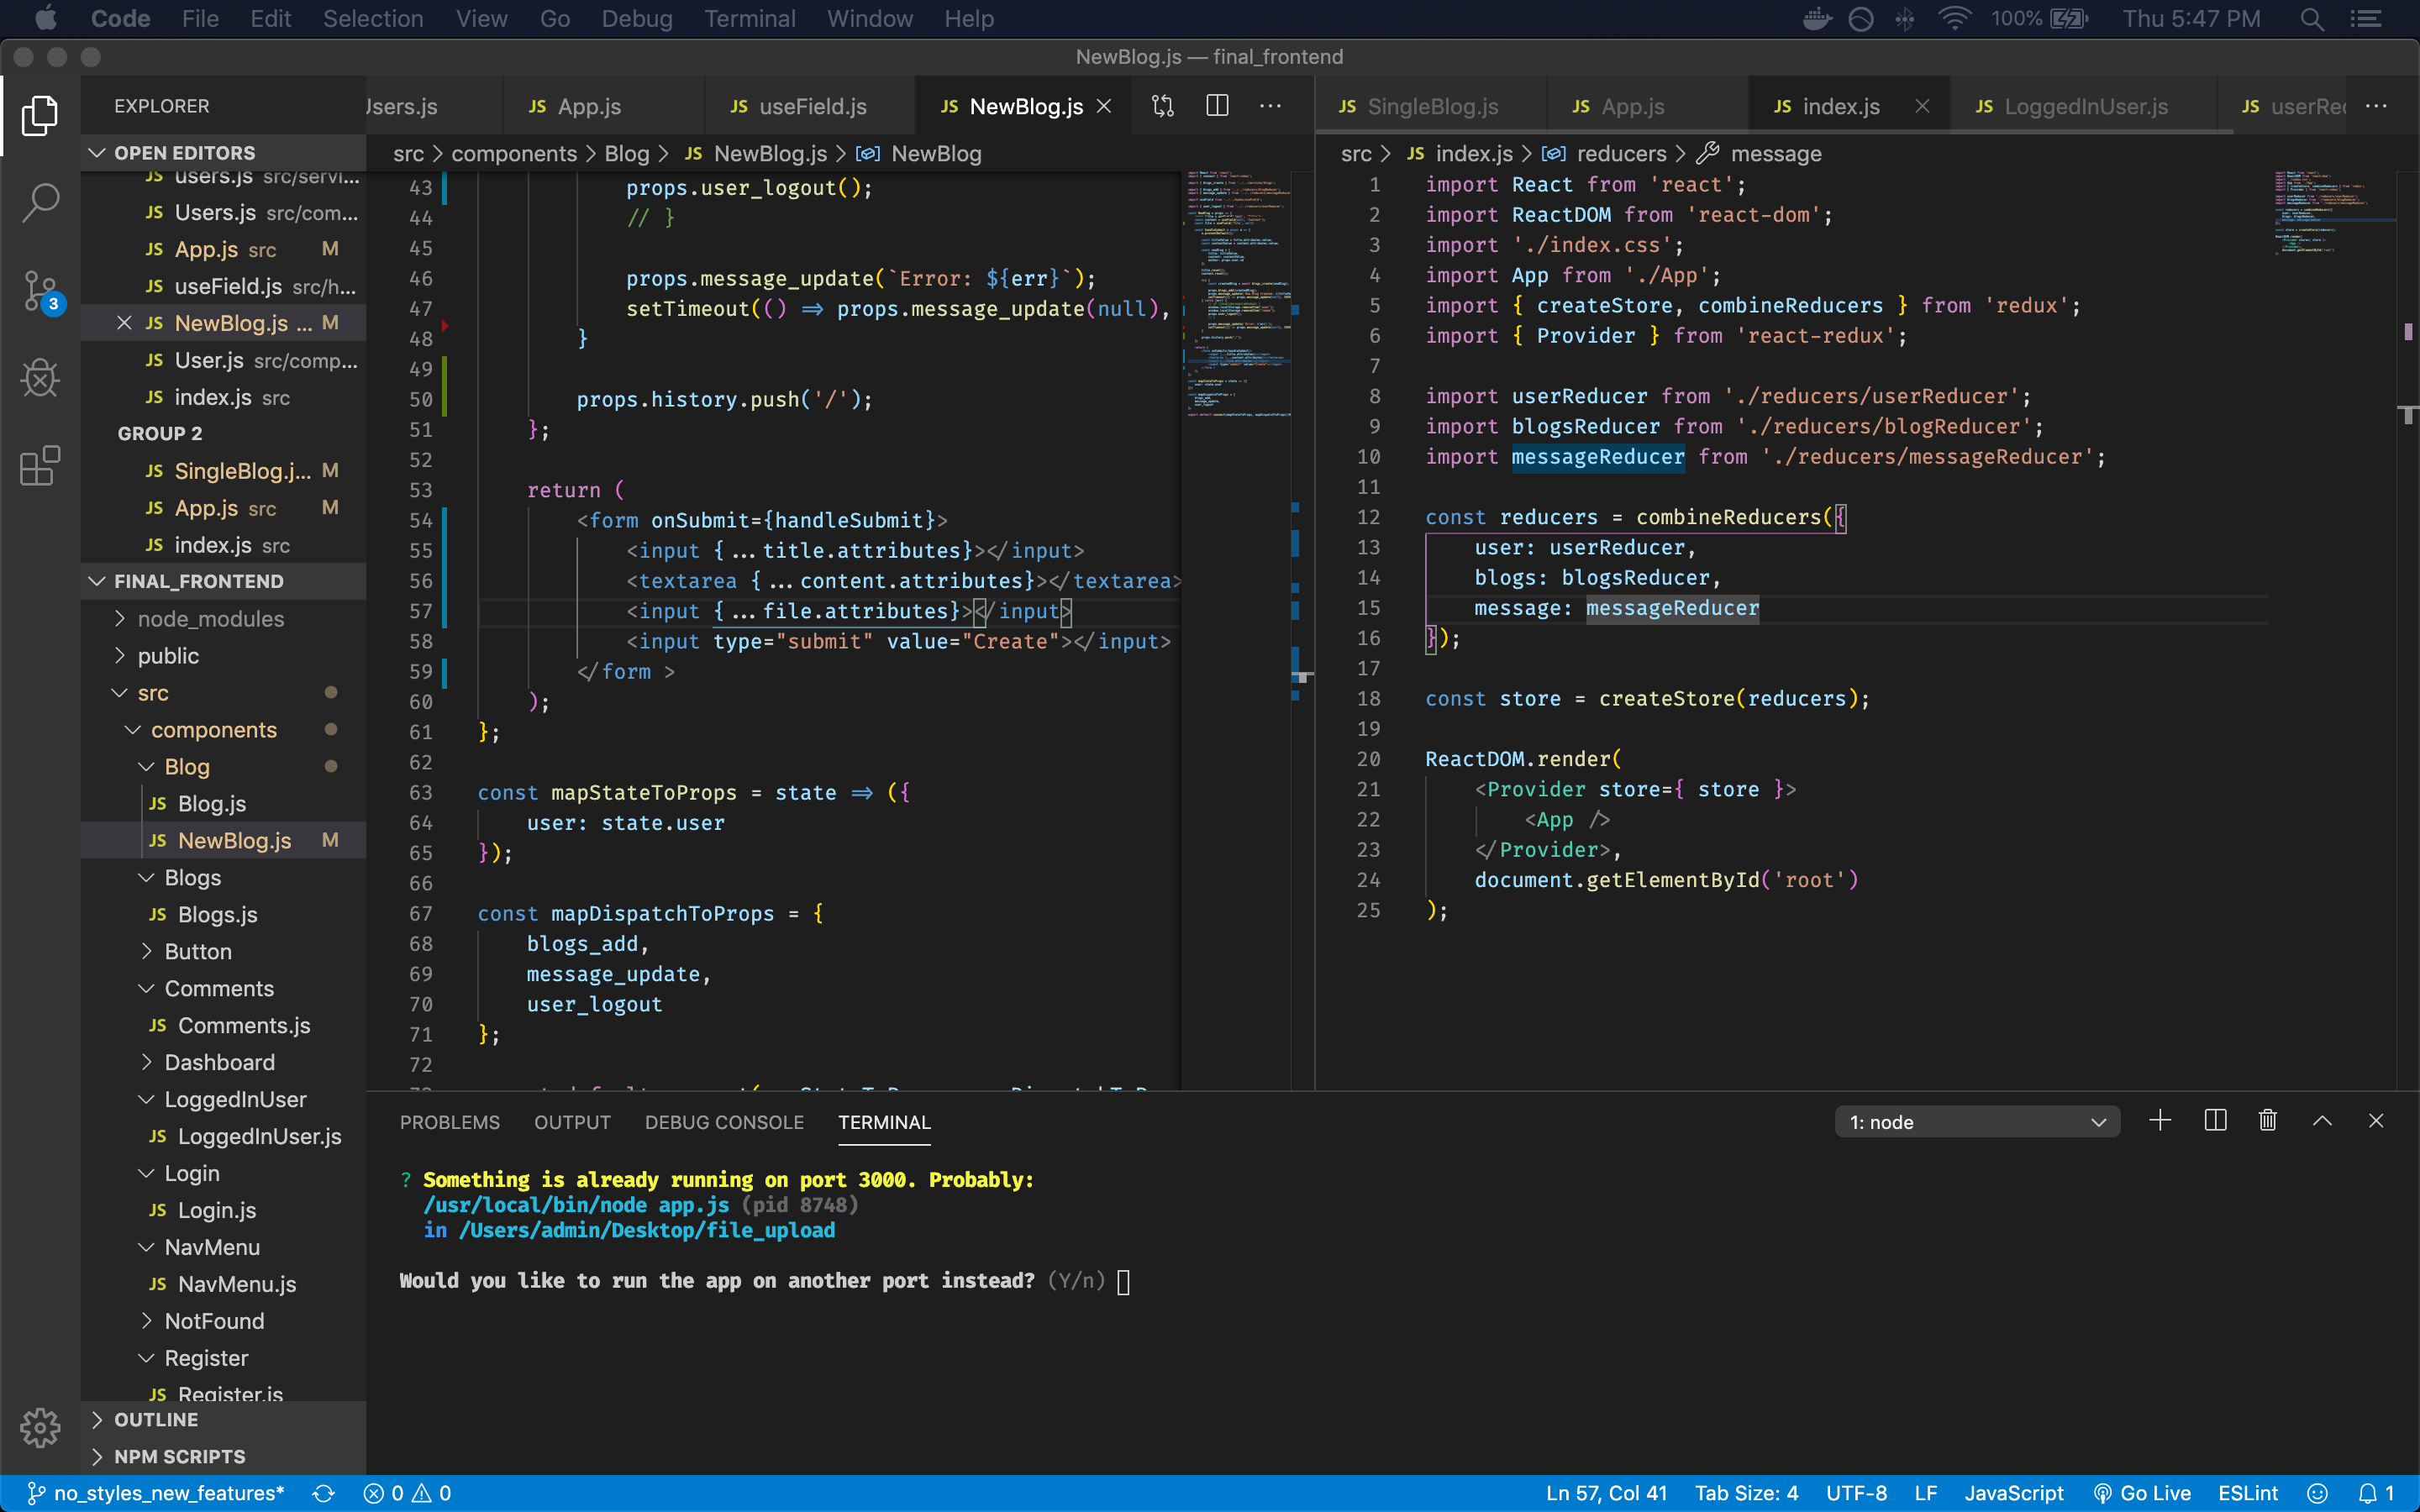 Code File Edit Selection View Go Debug Terminal Window Help 100% Thu 5:47 PM
NewBlog.js — final_frontend
EXPLORER
OPEN EDITORS
JS users.js src/servi...
JS Users.js src/com...
JS App.js src M
JS useField.js src/h...
JS NewBlog.js ... M
JS User.js src/comp...
JS index.js src
GROUP 2
JS SingleBlog.j... M
JS App.js src M
JS index.js src
FINAL_FRONTEND
node_modules
public
src
components
Blog
JS Blog.js
JS NewBlog.js M
Blogs
JS Blogs.js
Button
Comments
JS Comments.js
Dashboard
LoggedInUser
JS LoggedInUser.js
Login
JS Login.js
NavMenu
JS NavMenu.js
NotFound
Register
JS Register.js
OUTLINE
NPM SCRIPTS
3
Users.js JS App.js JS useField.js JS NewBlog.js
src > components > Blog > JS NewBlog.js > NewBlog
43 props.user_logout();
44 // }
45
46 props.message_update(`Error: ${err}`);
47 setTimeout(() => props.message_update(null),
48 }
49
50 props.history.push('/');
51 };
52
53 return (
54 <form onSubmit={handleSubmit}>
55 <input {...title.attributes}></input>
56 <textarea {...content.attributes}></textarea>
57 <input {...file.attributes}></input>
58 <input type="submit" value="Create"></input>
59 </form >
60 );
61 };
62
63 const mapStateToProps = state => ({
64 user: state.user
65 });
66
67 const mapDispatchToProps = {
68 blogs_add,
69 message_update,
70 user_logout
71 };
72
JS SingleBlog.js JS App.js JS index.js JS LoggedInUser.js JS userRe
src > JS index.js > reducers > message
1 import React from 'react';
2 import ReactDOM from 'react-dom';
3 import './index.css';
4 import App from './App';
5 import { createStore, combineReducers } from 'redux';
6 import { Provider } from 'react-redux';
7
8 import userReducer from './reducers/userReducer';
9 import blogsReducer from './reducers/blogReducer';
10 import messageReducer from './reducers/messageReducer';
11
12 const reducers = combineReducers({
13 user: userReducer,
14 blogs: blogsReducer,
15 message: messageReducer
16 });
17
18 const store = createStore(reducers);
19
20 ReactDOM.render(
21 <Provider store={ store }>
22 <App />
23 </Provider>,
24 document.getElementById('root')
25 );
PROBLEMS OUTPUT DEBUG CONSOLE TERMINAL 1: node
? Something is already running on port 3000. Probably:
/usr/local/bin/node app.js (pid 8748)
in /Users/admin/Desktop/file_upload
Would you like to run the app on another port instead? (Y/n)
no_styles_new_features* 0 0 Ln 57, Col 41 Tab Size: 4 UTF-8 LF JavaScript Go Live ESLint 1